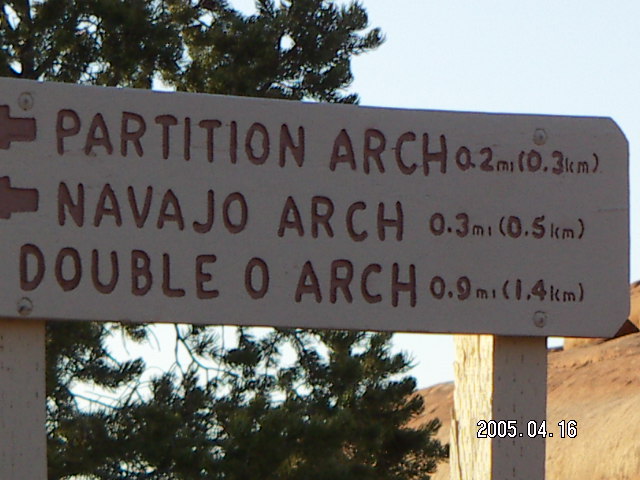 PARTITION ARCH 0.2mi (0.3km)
NAVAJO ARCH 0.3mi (0.5km)
DOUBLE O ARCH 0.9mi (1.4km)
2005.04.16